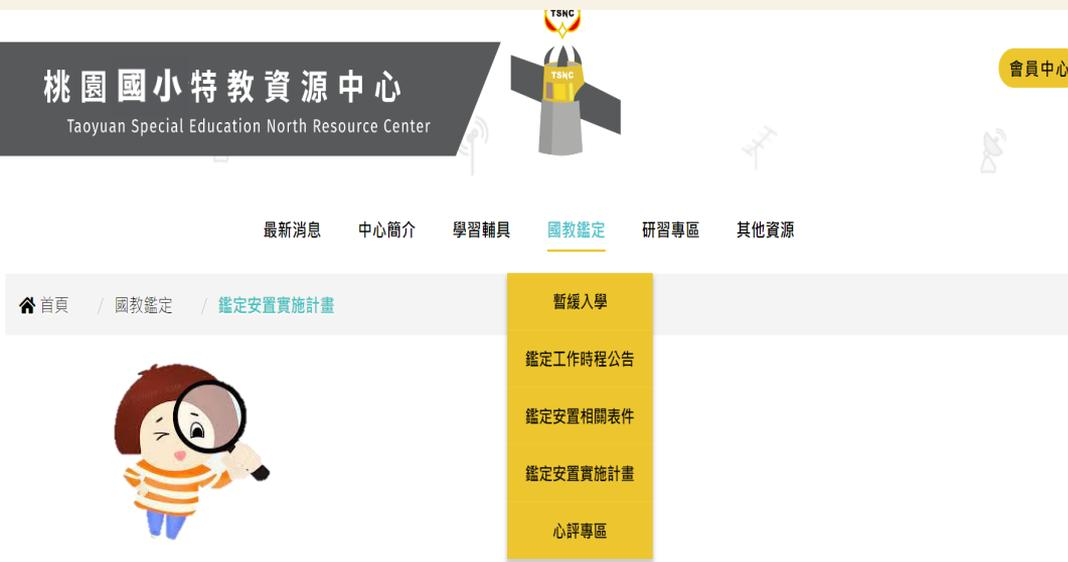 TSNC
桃園國小特教資源中心
Taoyuan Special Education North Resource Center
TSNC
會員中心
最新消息 中心簡介 學習輔具 國教鑑定 研習專區 其他資源
首頁 / 國教鑑定 / 鑑定安置實施計畫
暫緩入學
鑑定工作時程公告
鑑定安置相關表件
鑑定安置實施計畫
心評專區